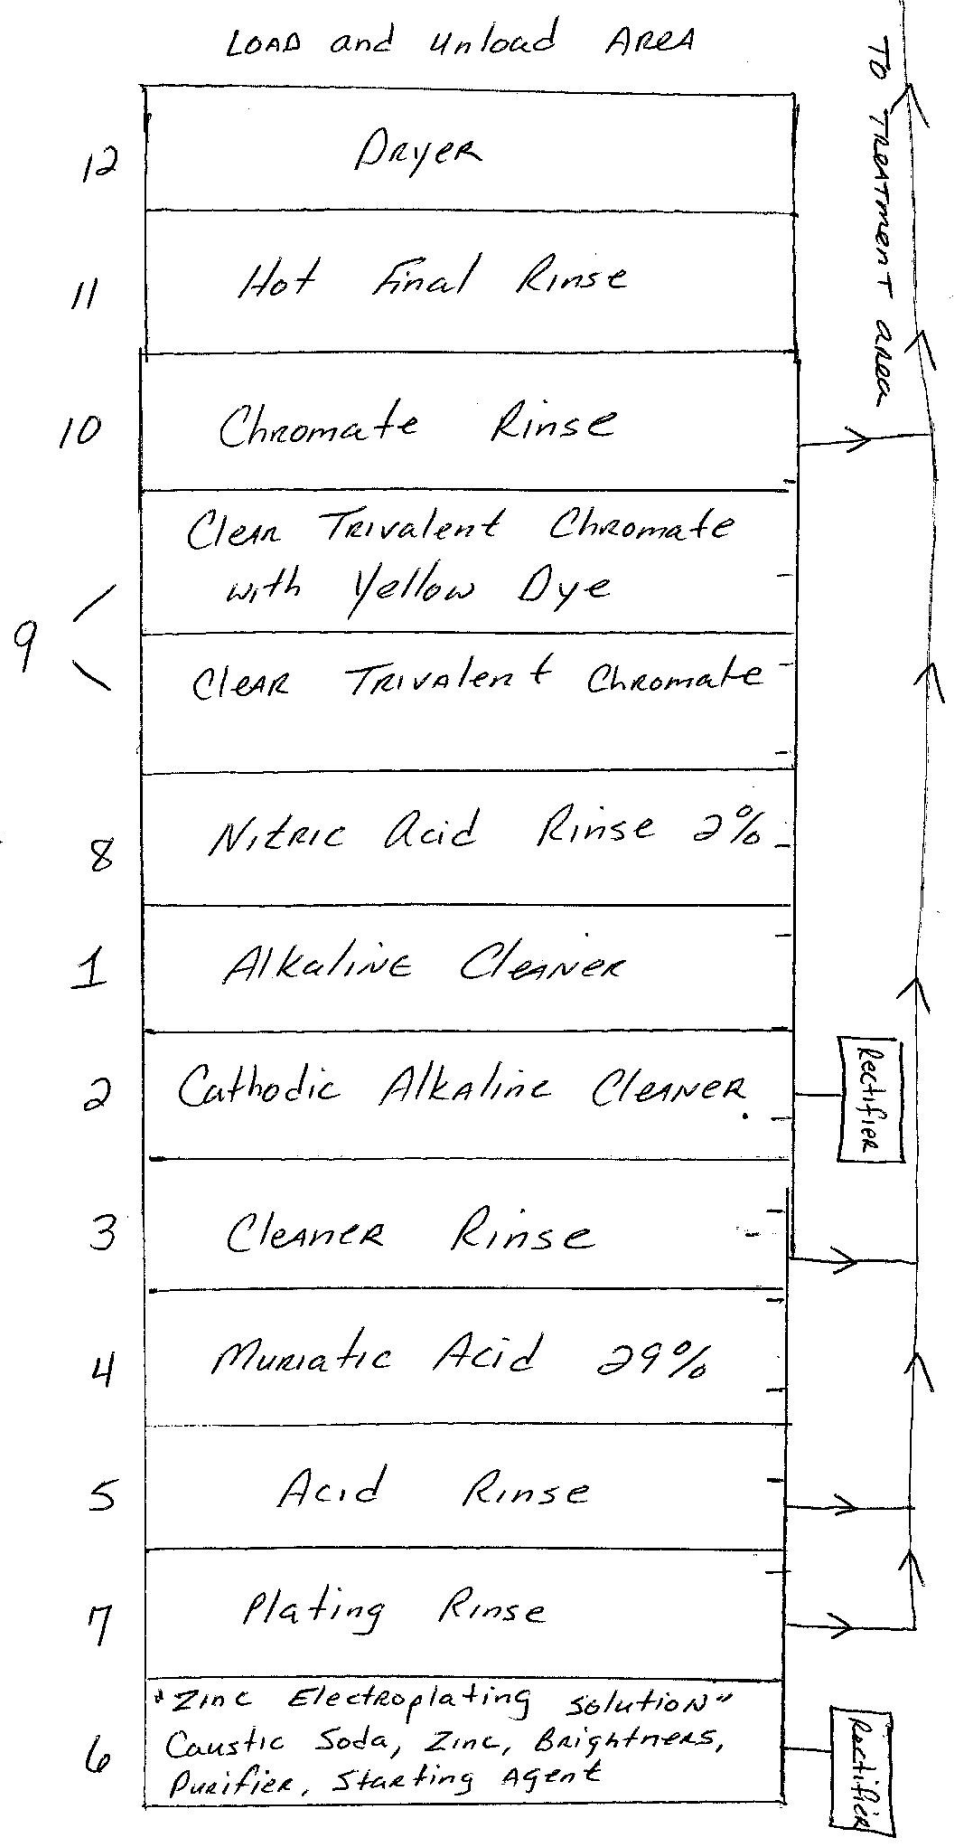 LOAD and Unload AREA
TO TREATMENT area
12 Dryer
11 Hot Final Rinse
10 Chromate Rinse
Clear Trivalent Chromate
with Yellow Dye
9
Clear Trivalent Chromate
8 Nitric Acid Rinse 2%
1 Alkaline Cleaner
2 Cathodic Alkaline Cleaner
Rectifier
3 Cleaner Rinse
4 Muriatic Acid 29%
5 Acid Rinse
7 Plating Rinse
"Zinc Electroplating Solution"
6 Caustic Soda, Zinc, Brightners,
Purifier, Starting Agent
Rectifier